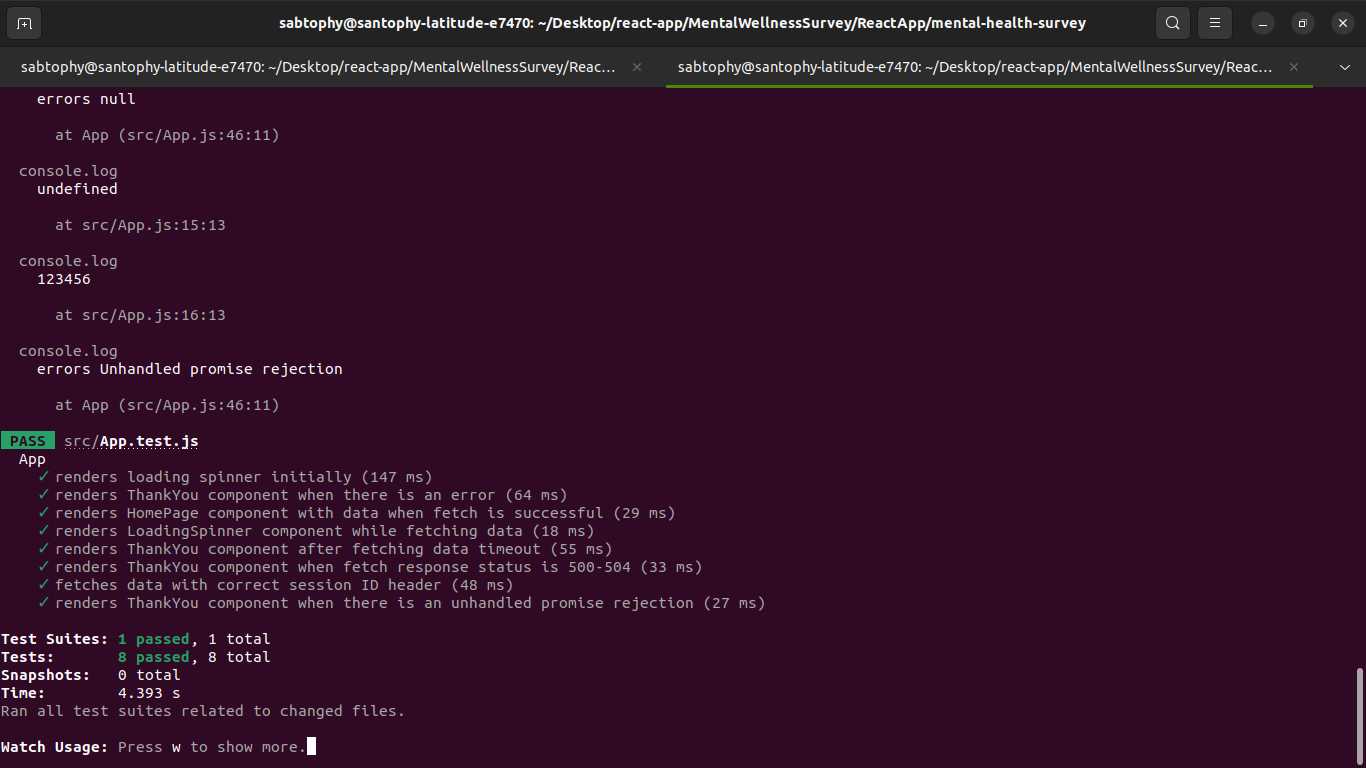 sabtophy@santophy-latitude-e7470: ~/Desktop/react-app/MentalWellnessSurvey/ReactApp/mental-health-survey
sabtophy@santophy-latitude-e7470: ~/Desktop/react-app/MentalWellnessSurvey/Reac...
sabtophy@santophy-latitude-e7470: ~/Desktop/react-app/MentalWellnessSurvey/Reac...
errors null
at App (src/App.js:46:11)
console.log
undefined
at src/App.js:15:13
console.log
123456
at src/App.js:16:13
console.log
errors Unhandled promise rejection
at App (src/App.js:46:11)
PASS src/App.test.js
App
✓ renders loading spinner initially (147 ms)
✓ renders ThankYou component when there is an error (64 ms)
✓ renders HomePage component with data when fetch is successful (29 ms)
✓ renders LoadingSpinner component while fetching data (18 ms)
✓ renders ThankYou component after fetching data timeout (55 ms)
✓ renders ThankYou component when fetch response status is 500-504 (33 ms)
✓ fetches data with correct session ID header (48 ms)
✓ renders ThankYou component when there is an unhandled promise rejection (27 ms)
Test Suites: 1 passed, 1 total
Tests: 8 passed, 8 total
Snapshots: 0 total
Time: 4.393 s
Ran all test suites related to changed files.
Watch Usage: Press w to show more.